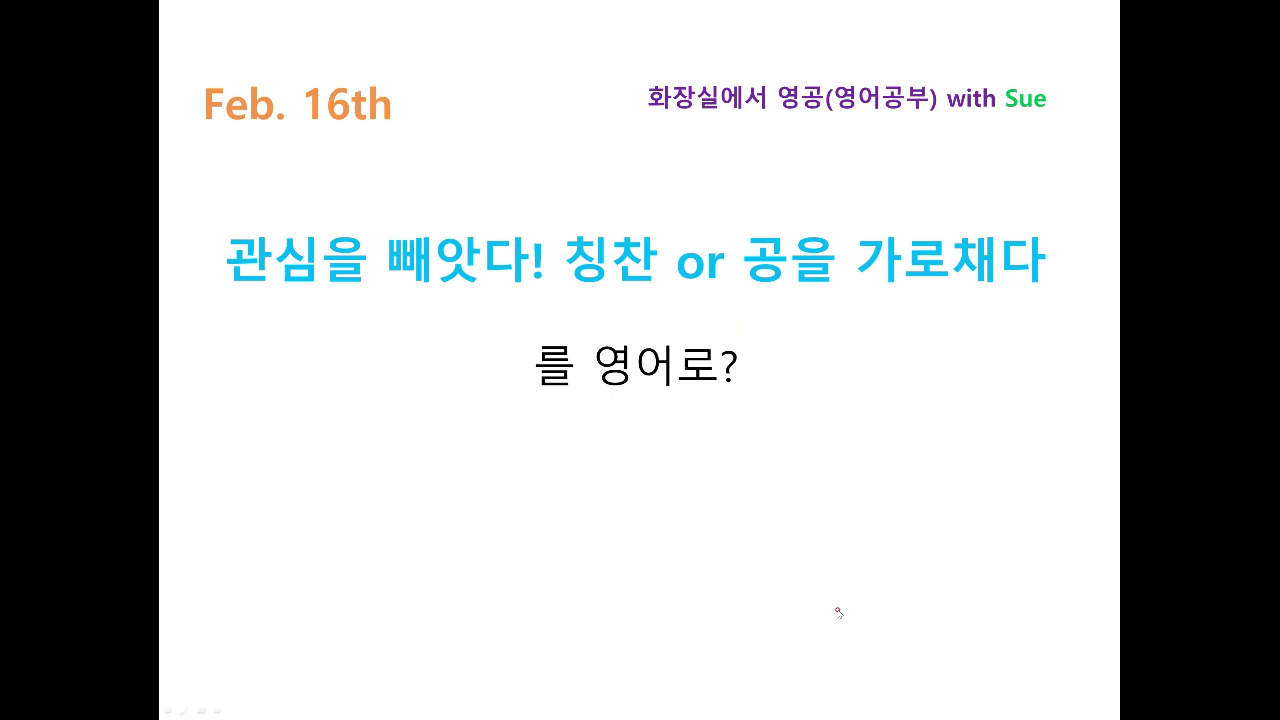 Feb. 16th
화장실에서 영공(영어공부) with Sue
관심을 빼앗다! 칭찬 or 공을 가로채다
를 영어로?